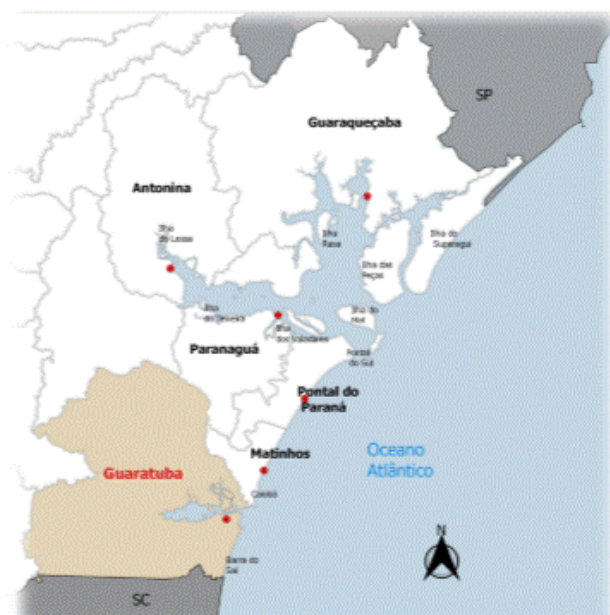 SP
Guaraqueçaba
Antonina
Ilha
Rasa
Ilha do
Superagui
Ilha das
Peças
Ilha do
Mel
Paranaguá
Pontal
do Sul
Pontal do
Paraná
Matinhos
Oceano
Atlântico
Guaratuba
Caiobá
N
Barra do
Saí
SC